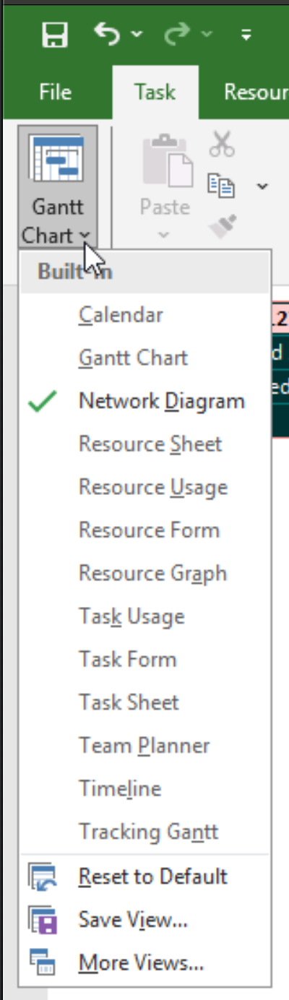 File Task Resour
Gantt
Chart
Paste
Built-in
Calendar
Gantt Chart
Network Diagram
Resource Sheet
Resource Usage
Resource Form
Resource Graph
Task Usage
Task Form
Task Sheet
Team Planner
Timeline
Tracking Gantt
Reset to Default
Save View...
More Views...